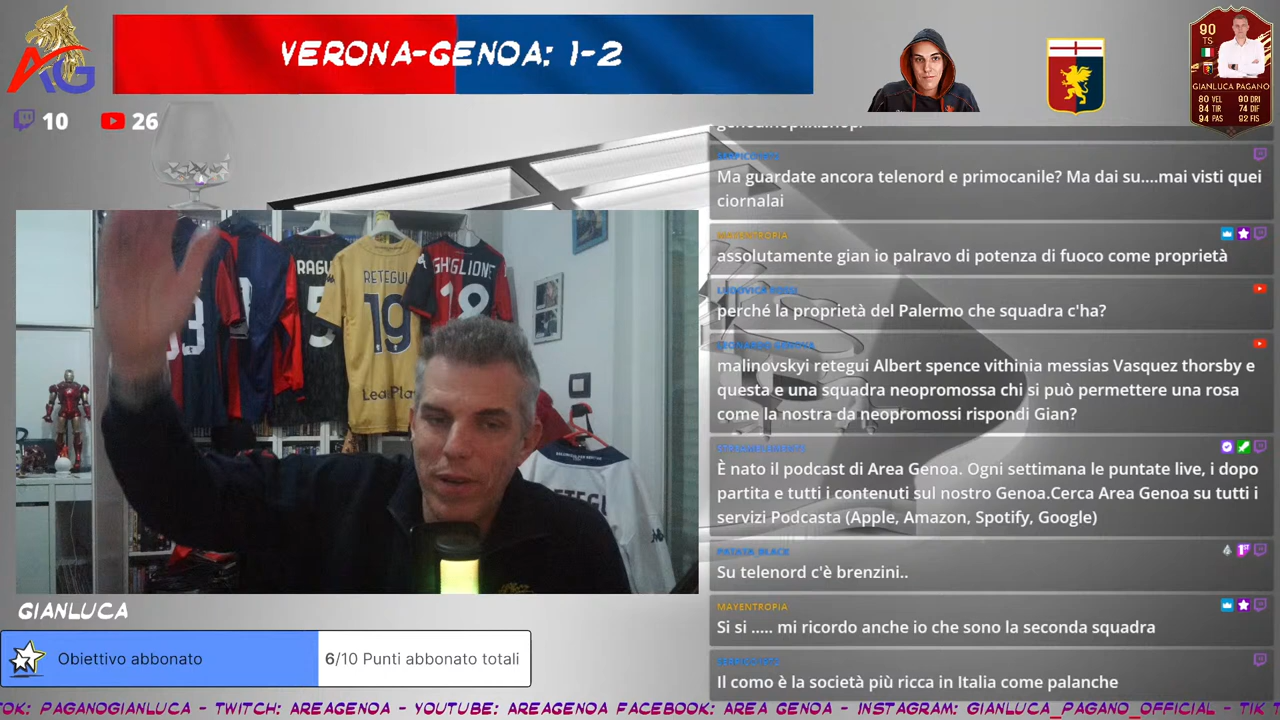 AG
VERONA-GENOA: 1-2
90
TS
GIANLUCA PAGANO
80 VEL 90 DRI
84 TIR 74 DIF
94 PAS 92 FIS
10 26
Ma guardate ancora telenord e primocanile? Ma dai su....mai visti quei
ciornalai
MAYENTROPIA
assolutamente gian io palravo di potenza di fuoco come proprietà
perché la proprietà del Palermo che squadra c'ha?
malinovskyi retegui Albert spence vithinia messias Vasquez thorsby e
questa e una squadra neopromossa chi si può permettere una rosa
come la nostra da neopromossi rispondi Gian?
STREAMELEMENTS
È nato il podcast di Area Genoa. Ogni settimana le puntate live, i dopo
partita e tutti i contenuti sul nostro Genoa.Cerca Area Genoa su tutti i
servizi Podcasta (Apple, Amazon, Spotify, Google)
PATATA_BLACK
Su telenord c'è brenzini..
MAYENTROPIA
Si si ..... mi ricordo anche io che sono la seconda squadra
Il como è la società più ricca in Italia come palanche
RETEGUI
19
GHIGLIONE
18
GIANLUCA
Obiettivo abbonato
6/10 Punti abbonato totali
TOK: PAGANOGIANLUCA - TWITCH: AREAGENOA - YOUTUBE: AREAGENOA FACEBOOK: AREA GENOA - INSTAGRAM: GIANLUCA_PAGANO_OFFICIAL - TIK T